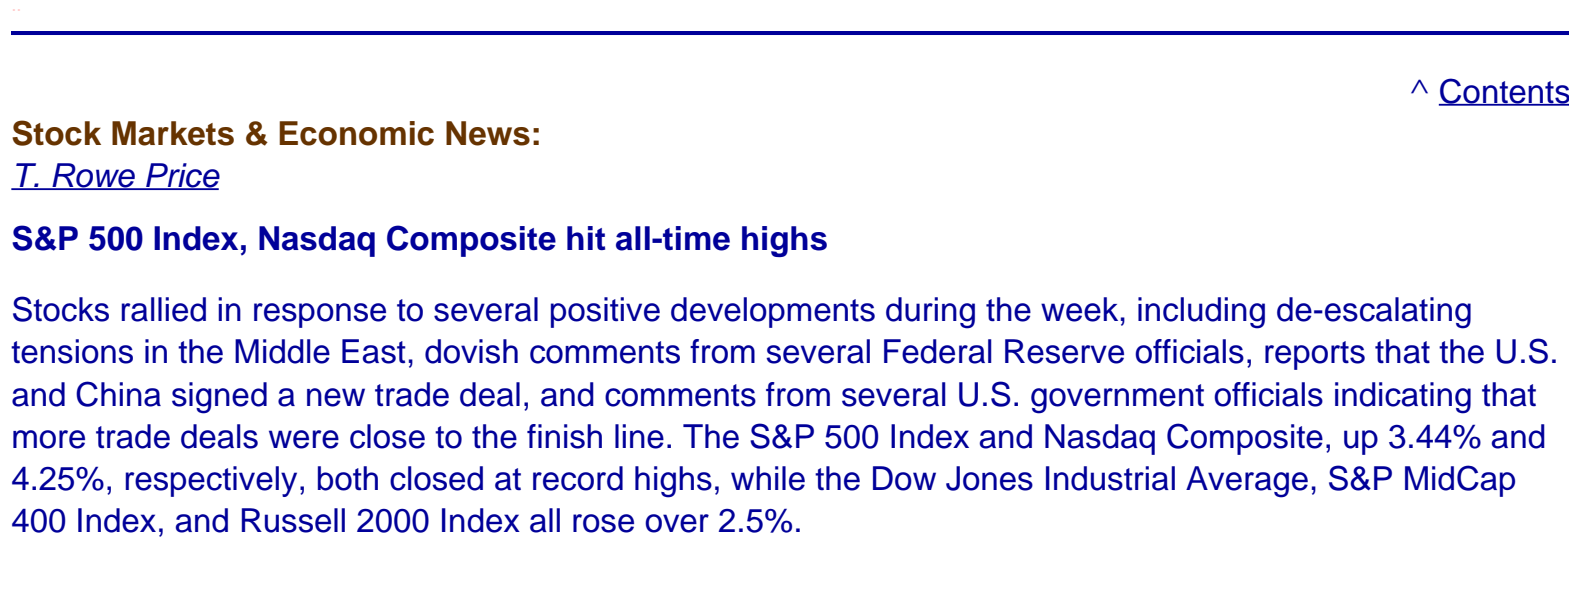 ^ Contents
Stock Markets & Economic News:
T. Rowe Price
S&P 500 Index, Nasdaq Composite hit all-time highs
Stocks rallied in response to several positive developments during the week, including de-escalating
tensions in the Middle East, dovish comments from several Federal Reserve officials, reports that the U.S.
and China signed a new trade deal, and comments from several U.S. government officials indicating that
more trade deals were close to the finish line. The S&P 500 Index and Nasdaq Composite, up 3.44% and
4.25%, respectively, both closed at record highs, while the Dow Jones Industrial Average, S&P MidCap
400 Index, and Russell 2000 Index all rose over 2.5%.